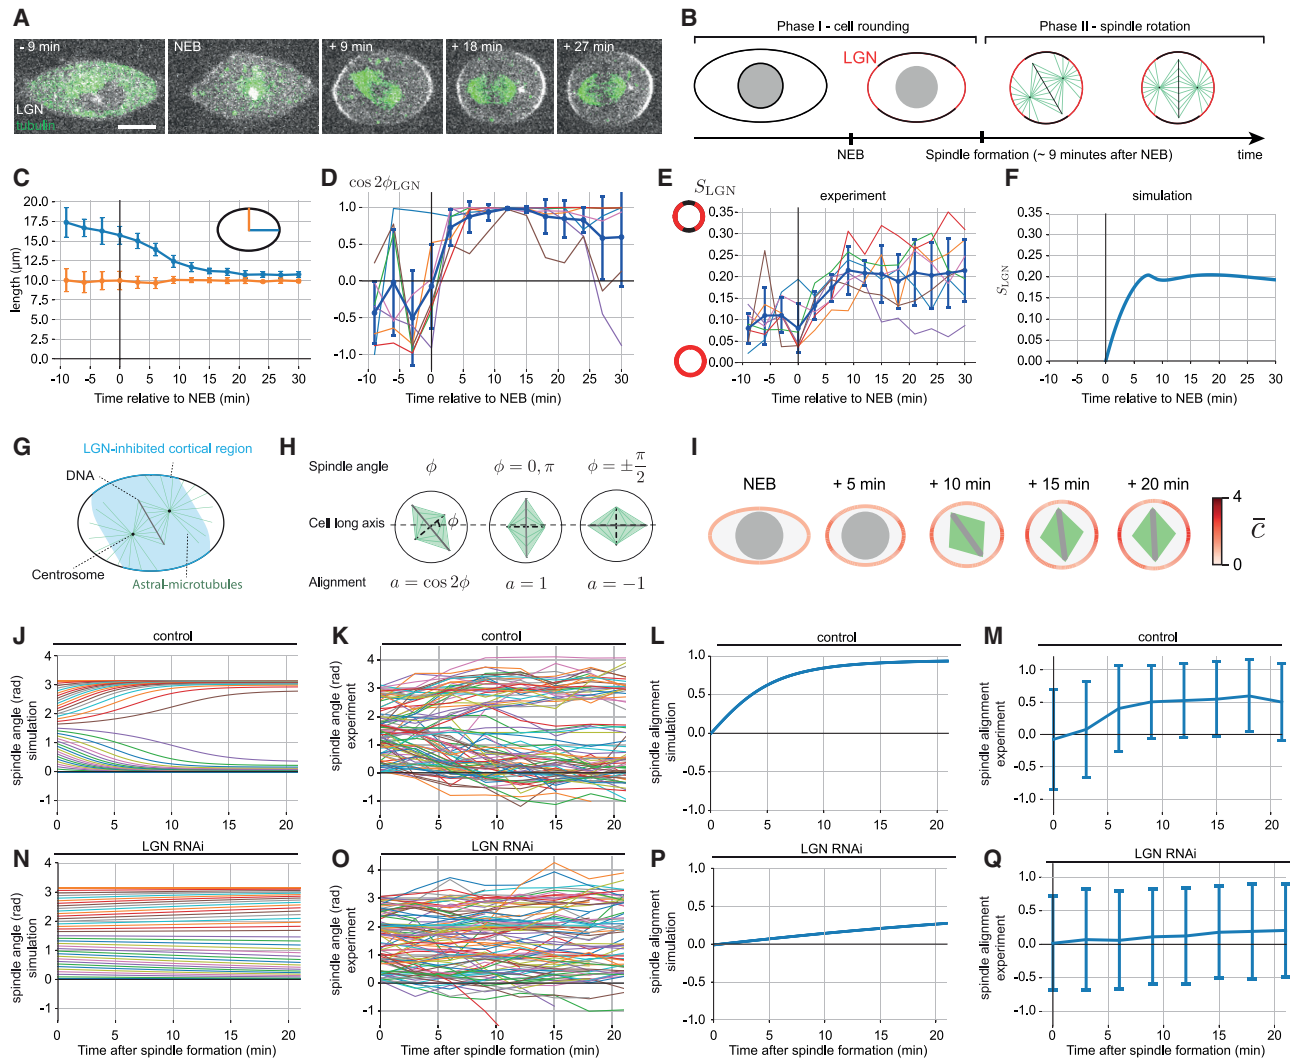 A
- 9 min
NEB
+ 9 min
+ 18 min
+ 27 min
LGN
tubulin
B
Phase I - cell rounding
Phase II - spindle rotation
LGN
NEB
Spindle formation (~ 9 minutes after NEB)
time
C
20.0
17.5
15.0
12.5
10.0
7.5
5.0
2.5
0.0
length (µm)
-10 -5 0 5 10 15 20 25 30
Time relative to NEB (min)
D
cos 2ϕLGN
1.0
0.5
0.0
-0.5
-1.0
-10 -5 0 5 10 15 20 25 30
Time relative to NEB (min)
E
SLGN
experiment
0.35
0.30
0.25
0.20
0.15
0.10
0.05
0.00
-10 -5 0 5 10 15 20 25 30
Time relative to NEB (min)
F
simulation
SLGN
0.35
0.30
0.25
0.20
0.15
0.10
0.05
0.00
-10 -5 0 5 10 15 20 25 30
Time relative to NEB (min)
G
LGN-inhibited cortical region
DNA
Centrosome
Astral-microtubules
H
Spindle angle
ϕ
ϕ = 0, π
ϕ = ±π/2
Cell long axis
ϕ
Alignment
a = cos 2ϕ
a = 1
a = −1
I
NEB
+ 5 min
+ 10 min
+ 15 min
+ 20 min
4
0
c̅
J
control
spindle angle (rad)
simulation
4
3
2
1
0
-1
0 5 10 15 20
K
control
spindle angle (rad)
experiment
4
3
2
1
0
-1
0 5 10 15 20
L
control
spindle alignment
simulation
1.0
0.5
0.0
0.5
-1.0
0 5 10 15 20
M
control
spindle alignment
experiment
1.0
0.5
0.0
-0.5
-1.0
0 5 10 15 20
N
LGN RNAi
spindle angle (rad)
simulation
4
3
2
1
0
-1
0 5 10 15 20
Time after spindle formation (min)
O
LGN RNAi
spindle angle (rad)
experiment
4
3
2
1
0
-1
0 5 10 15 20
Time after spindle formation (min)
P
LGN RNAi
spindle alignment
simulation
1.0
0.5
0.0
-0.5
-1.0
0 5 10 15 20
Time after spindle formation (min)
Q
LGN RNAi
spindle alignment
experiment
1.0
0.5
0.0
-0.5
-1.0
0 5 10 15 20
Time after spindle formation (min)